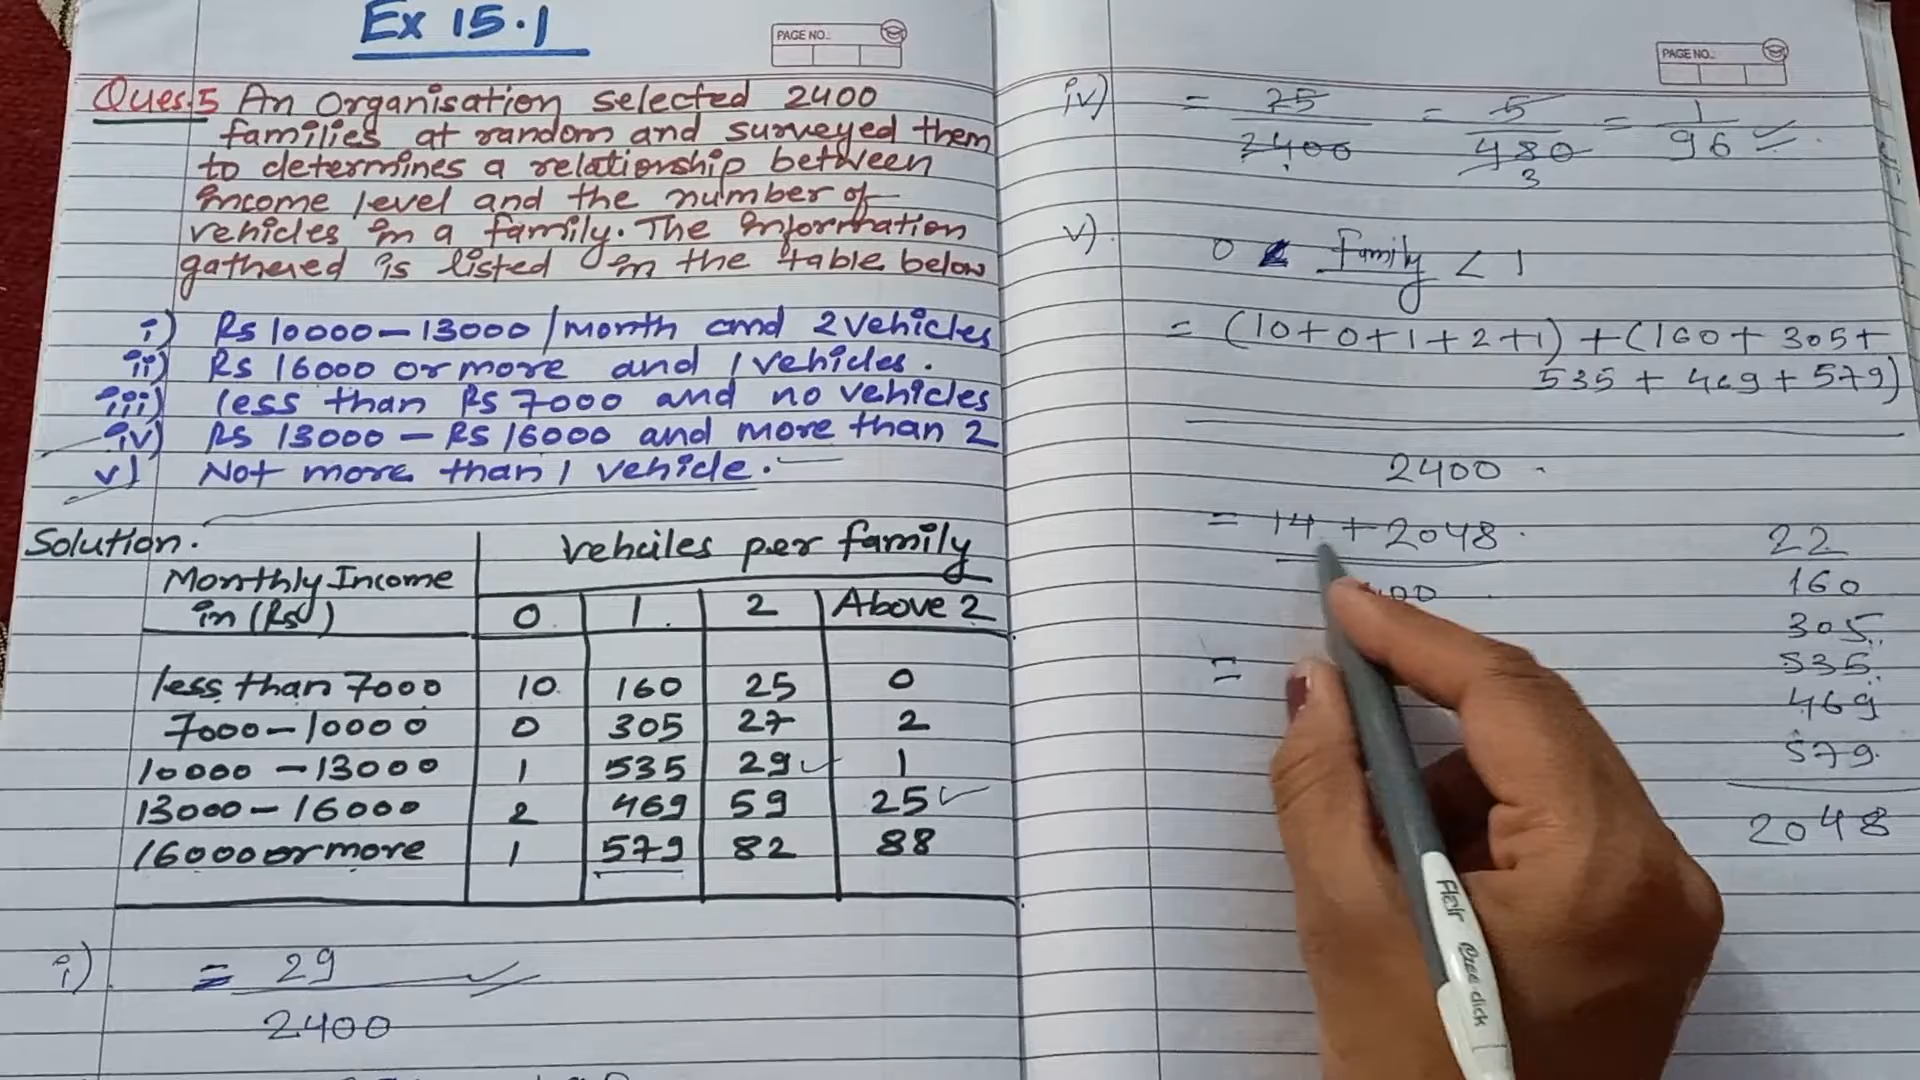 Ex 15.1
PAGE NO.:
Ques.5 An Organisation selected 2400
families at random and surveyed them
to determines a relationship between
income level and the number of
vehicles in a family. The information
gathered is listed in the table below
i) Rs 10000-13000/month and 2 vehicles
ii) Rs 16000 or more and 1 vehicles.
iii) less than Rs 7000 and no vehicles
iv) Rs 13000 - Rs 16000 and more than 2
v) Not more than 1 vehicle.
Solution.
Monthly Income in (Rs) vehciles per family
0 1 2 Above 2
less than 7000 10 160 25 0
7000-10000 0 305 27 2
10000-13000 1 535 29 1
13000-16000 2 469 59 25
16000 or more 1 579 82 88
i) = 29
2400
PAGE NO.
iv) = 25 = 5 = 1
2400 480 96
3
v). 0 Family < 1
= (10+0+1+2+1) + (160+305+
535+469+579)
2400
= 14+2048
400
=
22
160
305
535
469
579
2048
Flair